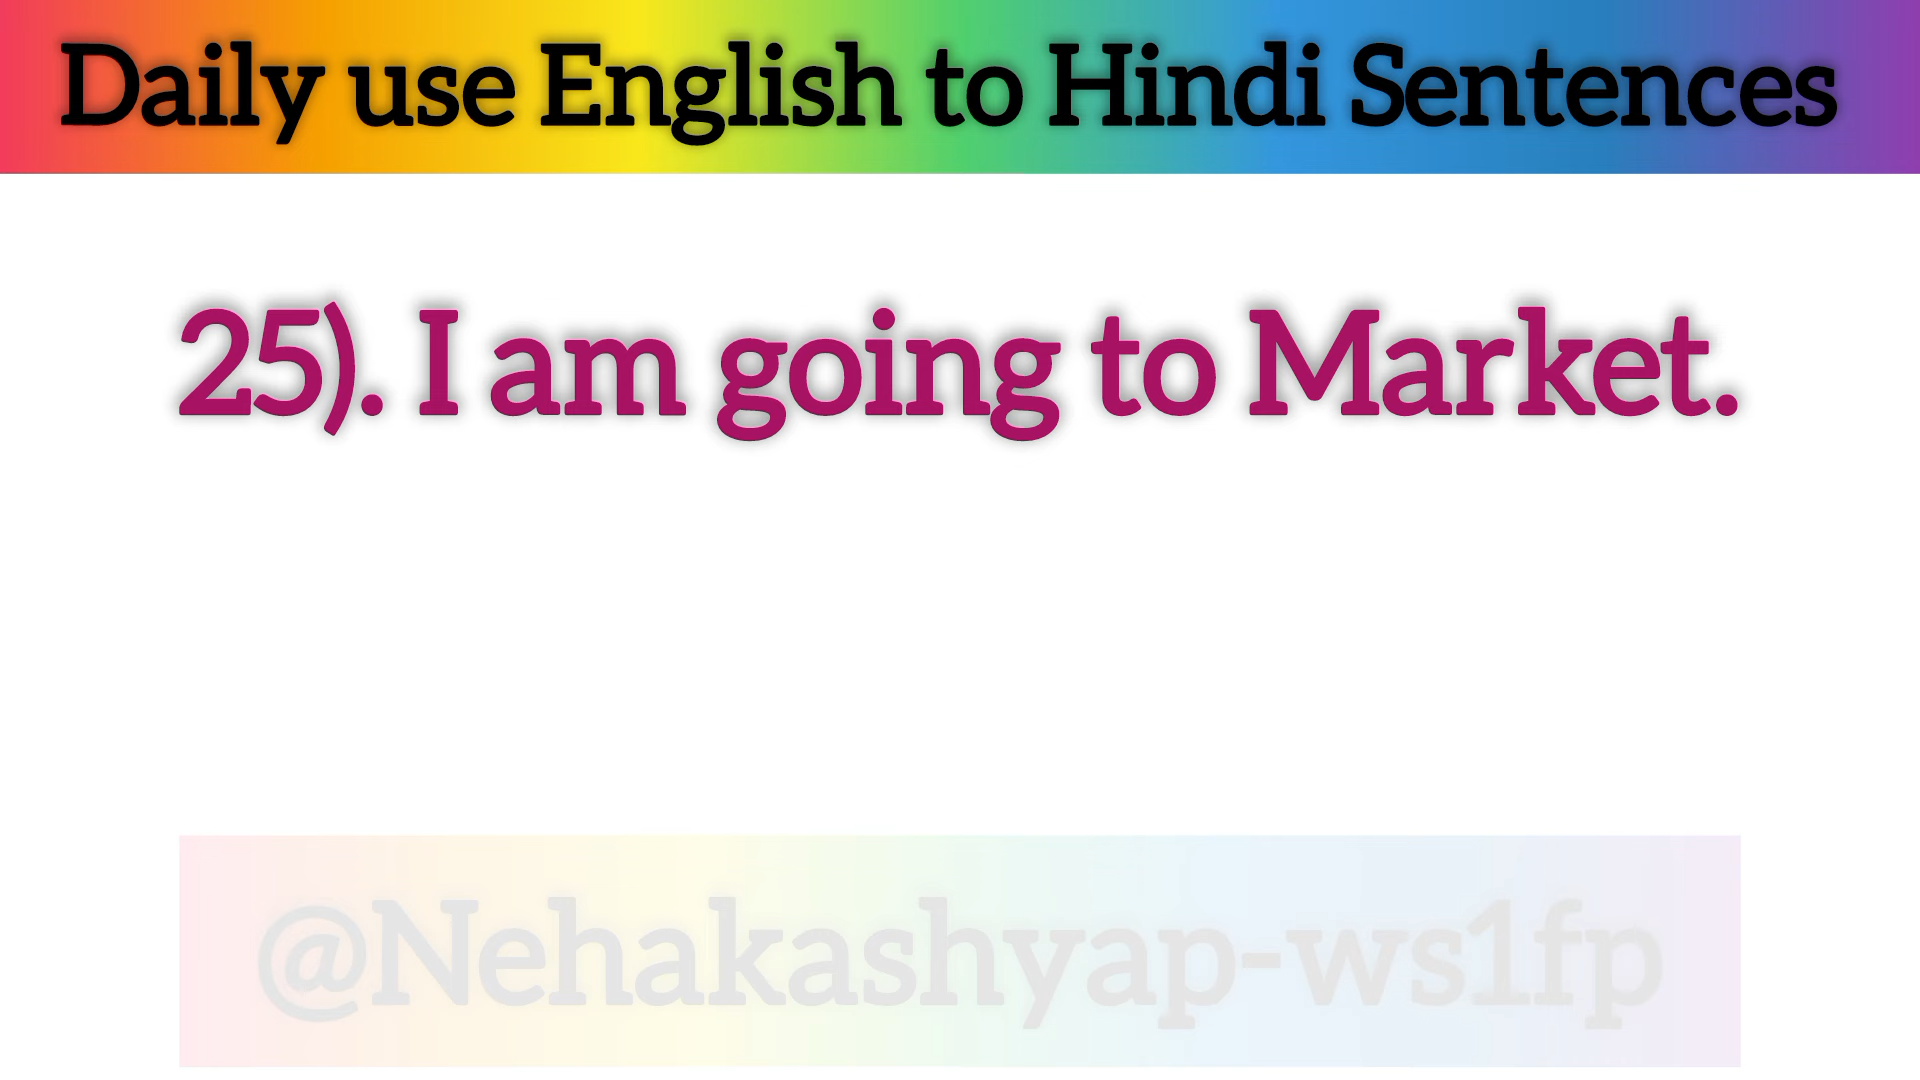 Daily use English to Hindi Sentences
25). I am going to Market.
@Nehakashyap-ws1fp